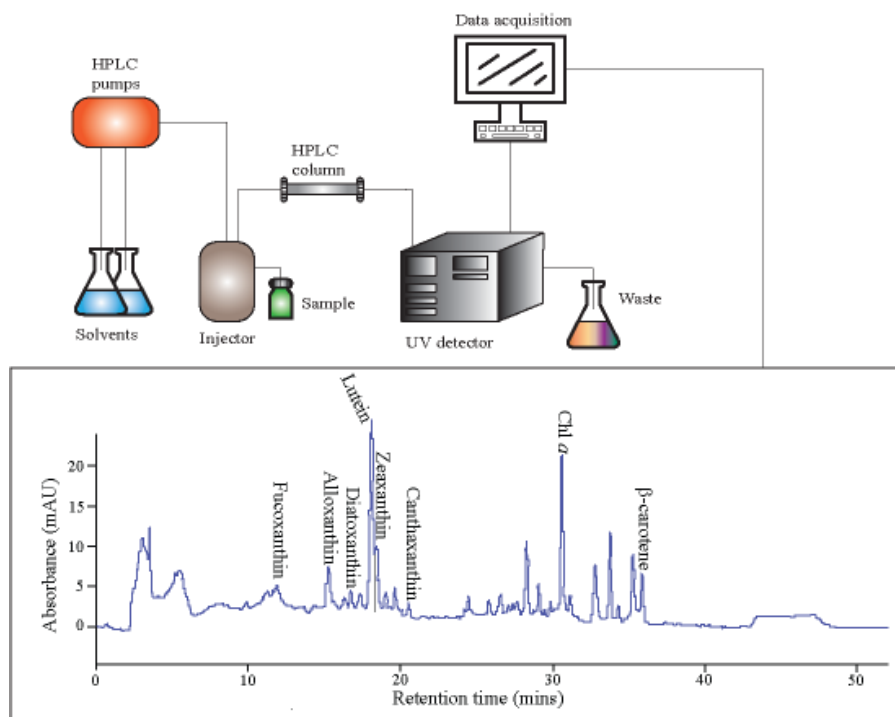 Data acquisition
HPLC
pumps
HPLC
column
Solvents
Injector
Sample
UV detector
Waste
Absorbance (mAU)
20
15
10
5
0
Fucoxanthin
Alloxanthin
Diatoxanthin
Lutein
Zeaxanthin
Canthaxanthin
Chl a
β-carotene
0
10
20
30
40
50
Retention time (mins)